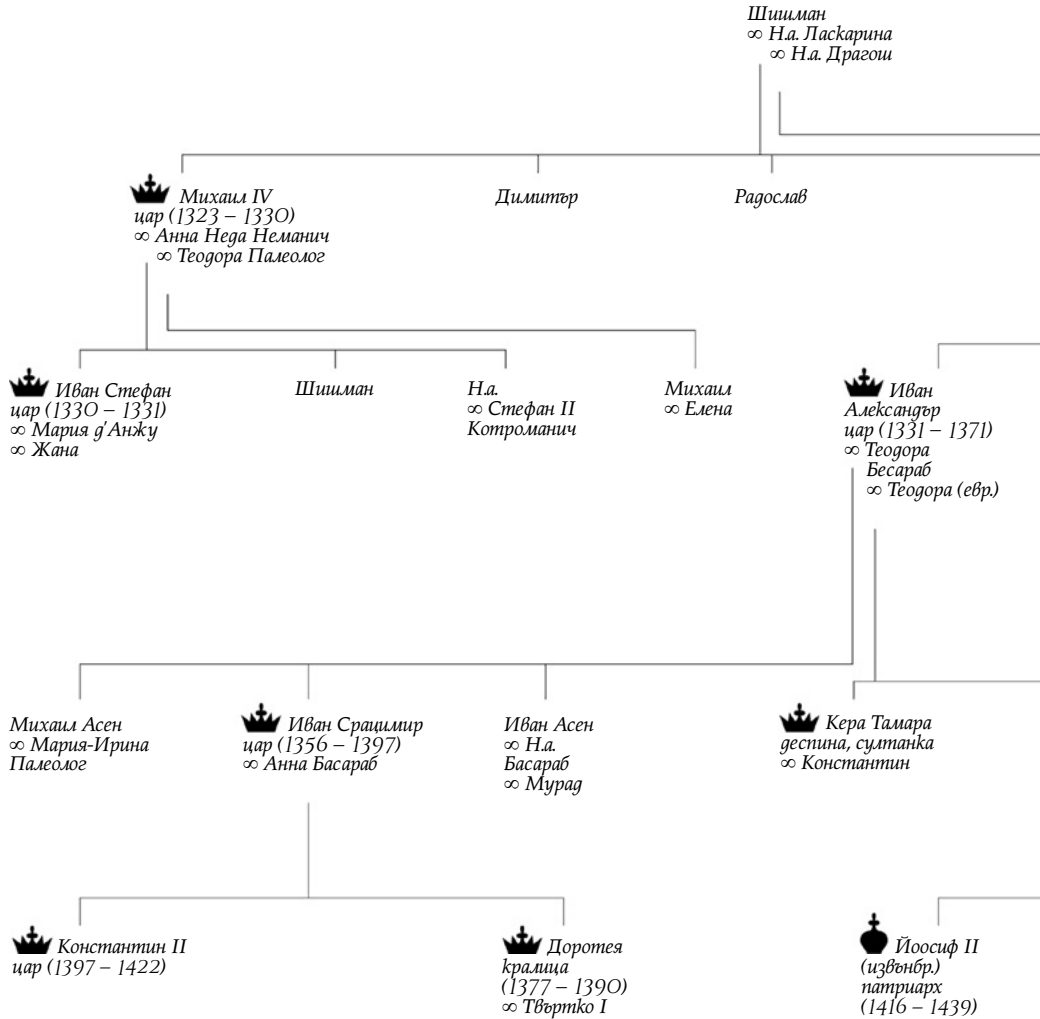 Шишман
∞ Н.а. Ласкарина
∞ Н.а. Драгош
Михаил IV
цар (1323 – 1330)
∞ Анна Неда Неманич
∞ Теодора Палеолог
Димитър
Радослав
Иван Стефан
цар (1330 – 1331)
∞ Мария д'Анжу
∞ Жана
Шишман
Н.а.
∞ Стефан II
Котроманич
Михаил
∞ Елена
Иван
Александър
цар (1331 – 1371)
∞ Теодора
Бесараб
∞ Теодора (евр.)
Михаил Асен
∞ Мария-Ирина
Палеолог
Иван Срацимир
цар (1356 – 1397)
∞ Анна Басараб
Иван Асен
∞ Н.а.
Басараб
∞ Мурад
Кера Тамара
деспина, султанка
∞ Константин
Константин II
цар (1397 – 1422)
Доротея
кралица
(1377 – 1390)
∞ Твъртко I
Йоосиф II
(извънбр.)
патриарх
(1416 – 1439)